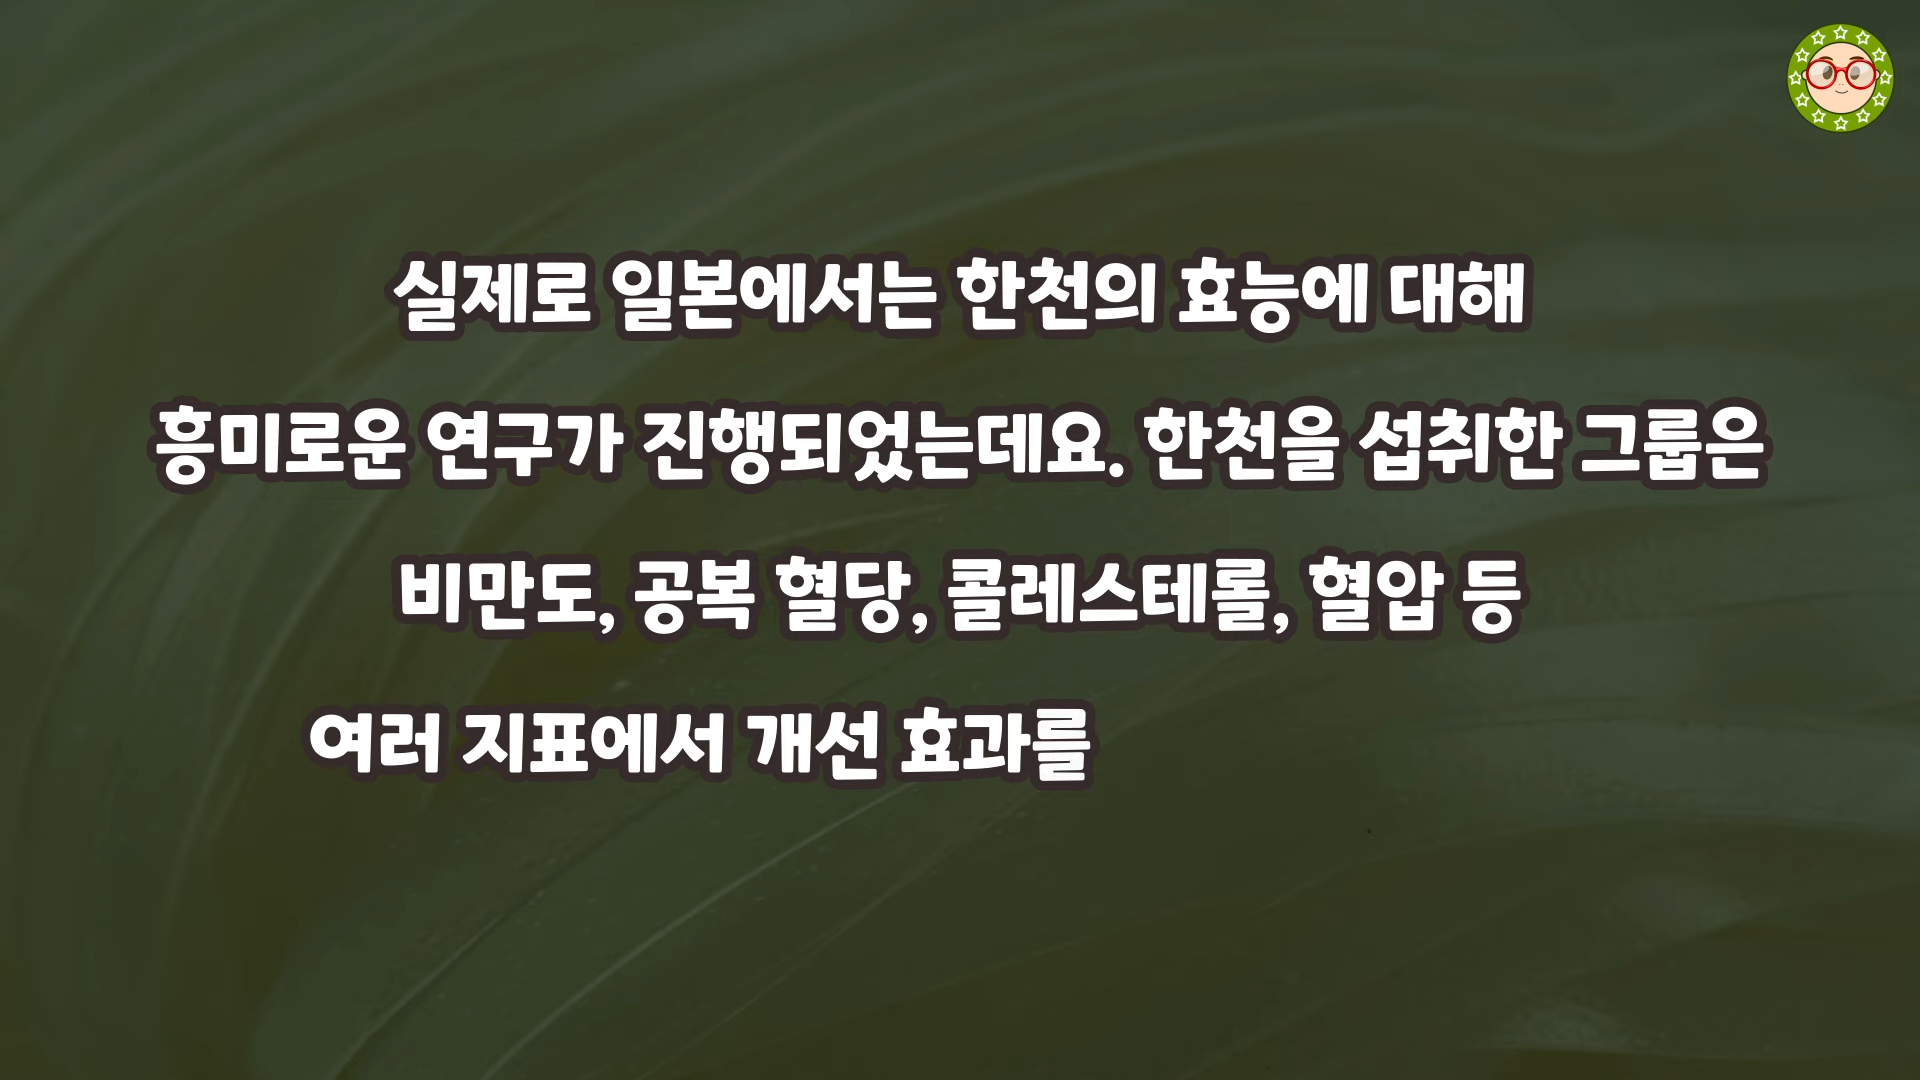 실제로 일본에서는 한천의 효능에 대해
흥미로운 연구가 진행되었는데요. 한천을 섭취한 그룹은
비만도, 공복 혈당, 콜레스테롤, 혈압 등
여러 지표에서 개선 효과를